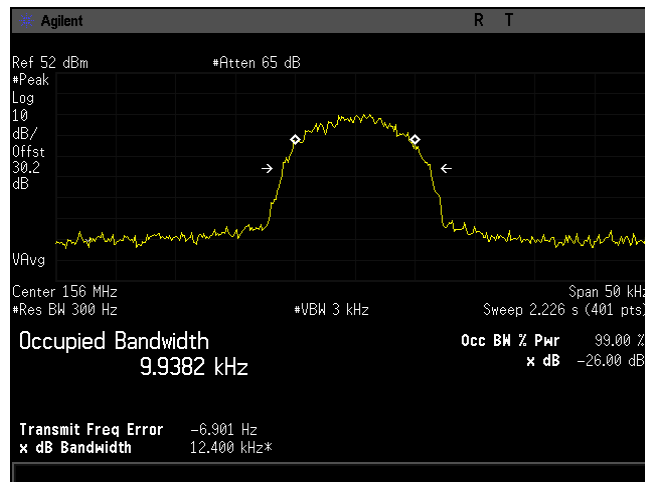 Agilent R T
Ref 52 dBm #Atten 65 dB
#Peak
Log
10
dB/
Offst
30.2
dB
VAvg
Center 156 MHz Span 50 kHz
#Res BW 300 Hz #VBW 3 kHz Sweep 2.226 s (401 pts)
Occupied Bandwidth Occ BW % Pwr 99.00 %
9.9382 kHz x dB -26.00 dB
Transmit Freq Error -6.901 Hz
x dB Bandwidth 12.400 kHz*